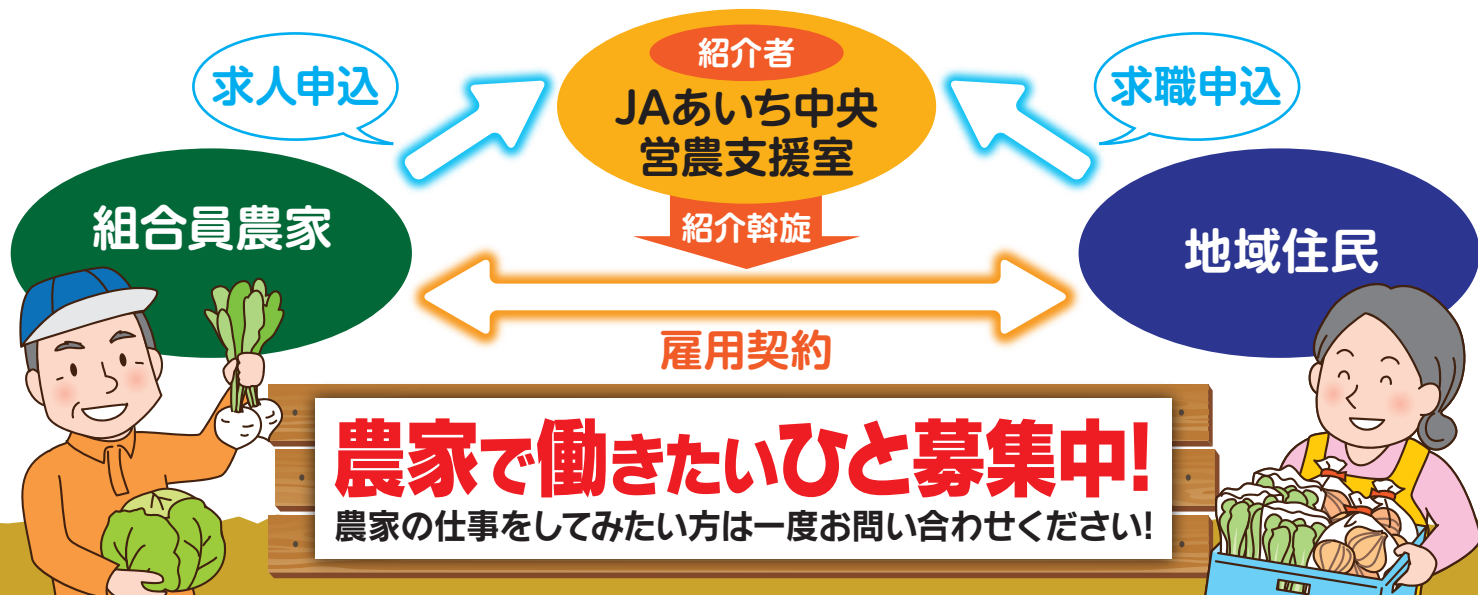 紹介者
JAあいち中央
営農支援室
求人申込
求職申込
組合員農家
紹介斡旋
地域住民
雇用契約
農家で働きたいひと募集中!
農家の仕事をしてみたい方は一度お問い合わせください!